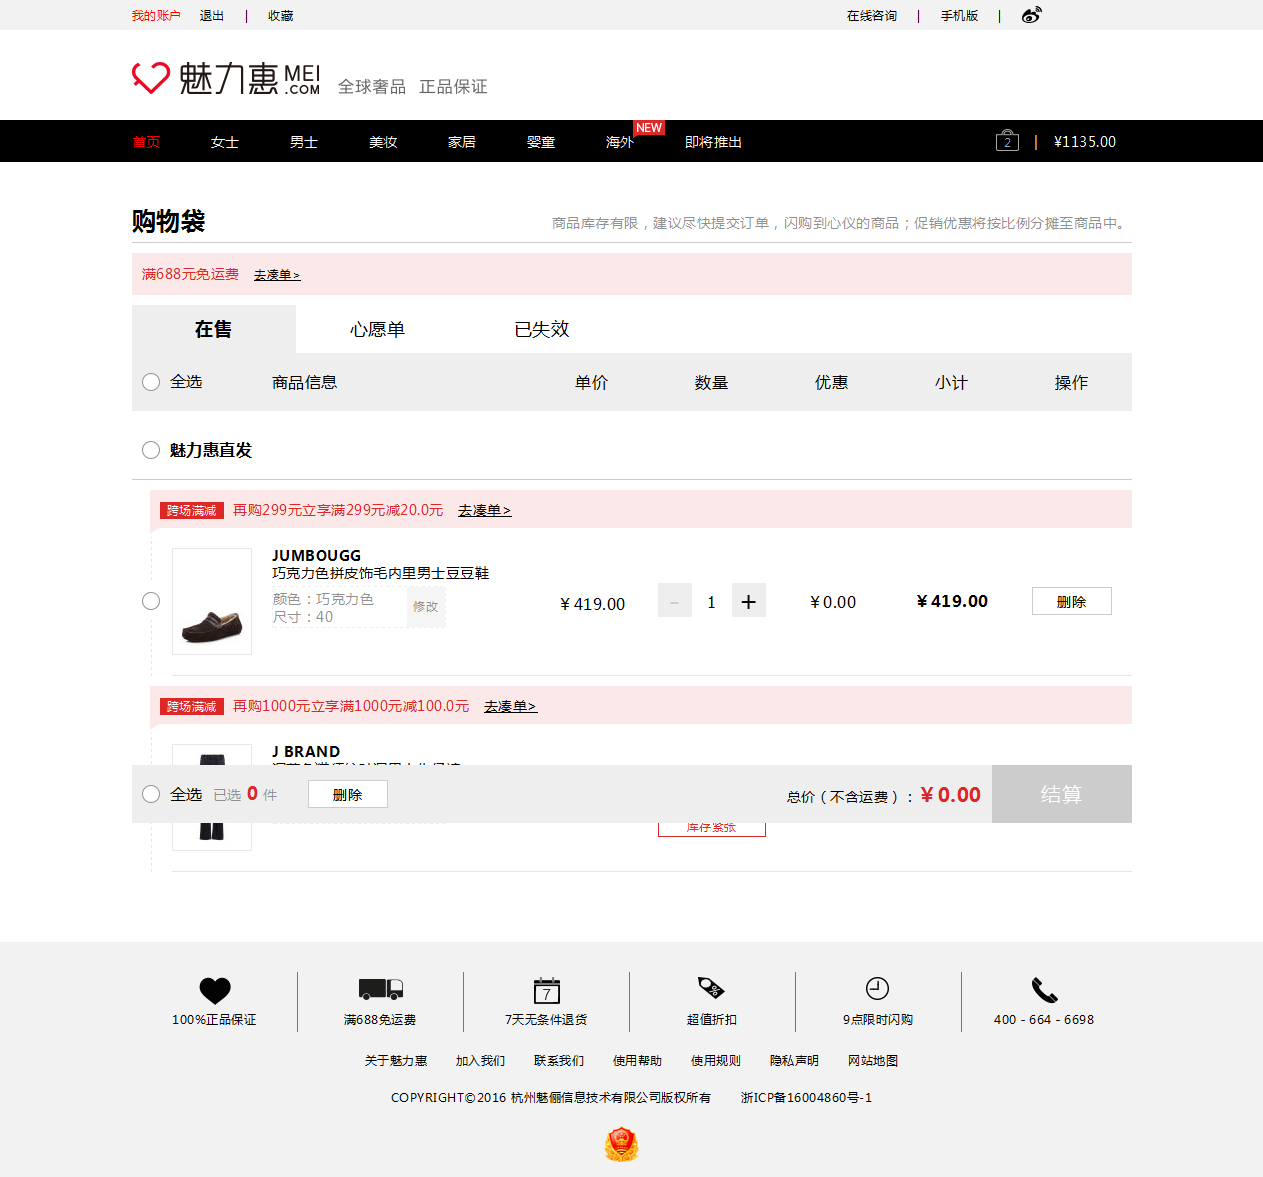 我的账户 退出 | 收藏 在线咨询 | 手机版 |
魅力惠 MEI.COM 全球奢品 正品保证
首页 女士 男士 美妆 家居 婴童 海外 NEW 即将推出 2 | ¥1135.00
购物袋 商品库存有限，建议尽快提交订单，闪购到心仪的商品；促销优惠将按比例分摊至商品中。
满688元免运费 去凑单>
在售 心愿单 已失效
全选 商品信息 单价 数量 优惠 小计 操作
魅力惠直发
跨场满减 再购299元立享满299元减20.0元 去凑单>
JUMBOUGG
巧克力色拼皮饰毛内里男士豆豆鞋
颜色：巧克力色 修改
尺寸：40
¥419.00 - 1 + ¥0.00 ¥419.00 删除
跨场满减 再购1000元立享满1000元减100.0元 去凑单>
J BRAND
全选 已选 0 件 删除 总价（不含运费）：¥0.00 结算
库存紧张
7
100%正品保证 满688免运费 7天无条件退货 超值折扣 9点限时闪购 400 - 664 - 6698
关于魅力惠 加入我们 联系我们 使用帮助 使用规则 隐私声明 网站地图
COPYRIGHT©2016 杭州魅俪信息技术有限公司版权所有 浙ICP备16004860号-1